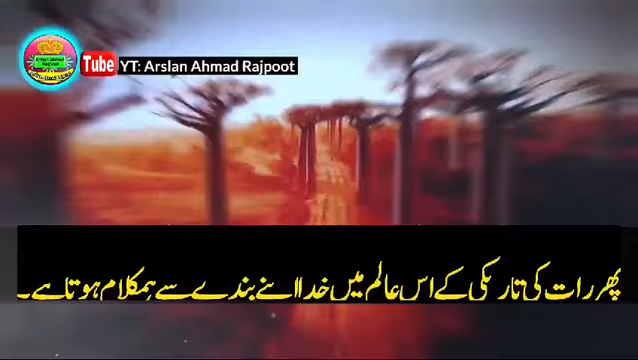 Tube YT: Arslan Ahmad Rajpoot
پھر رات کی تاریکی کے اس عالم میں خدا اپنے بندے سے ہمکلام ہوتا ہے۔